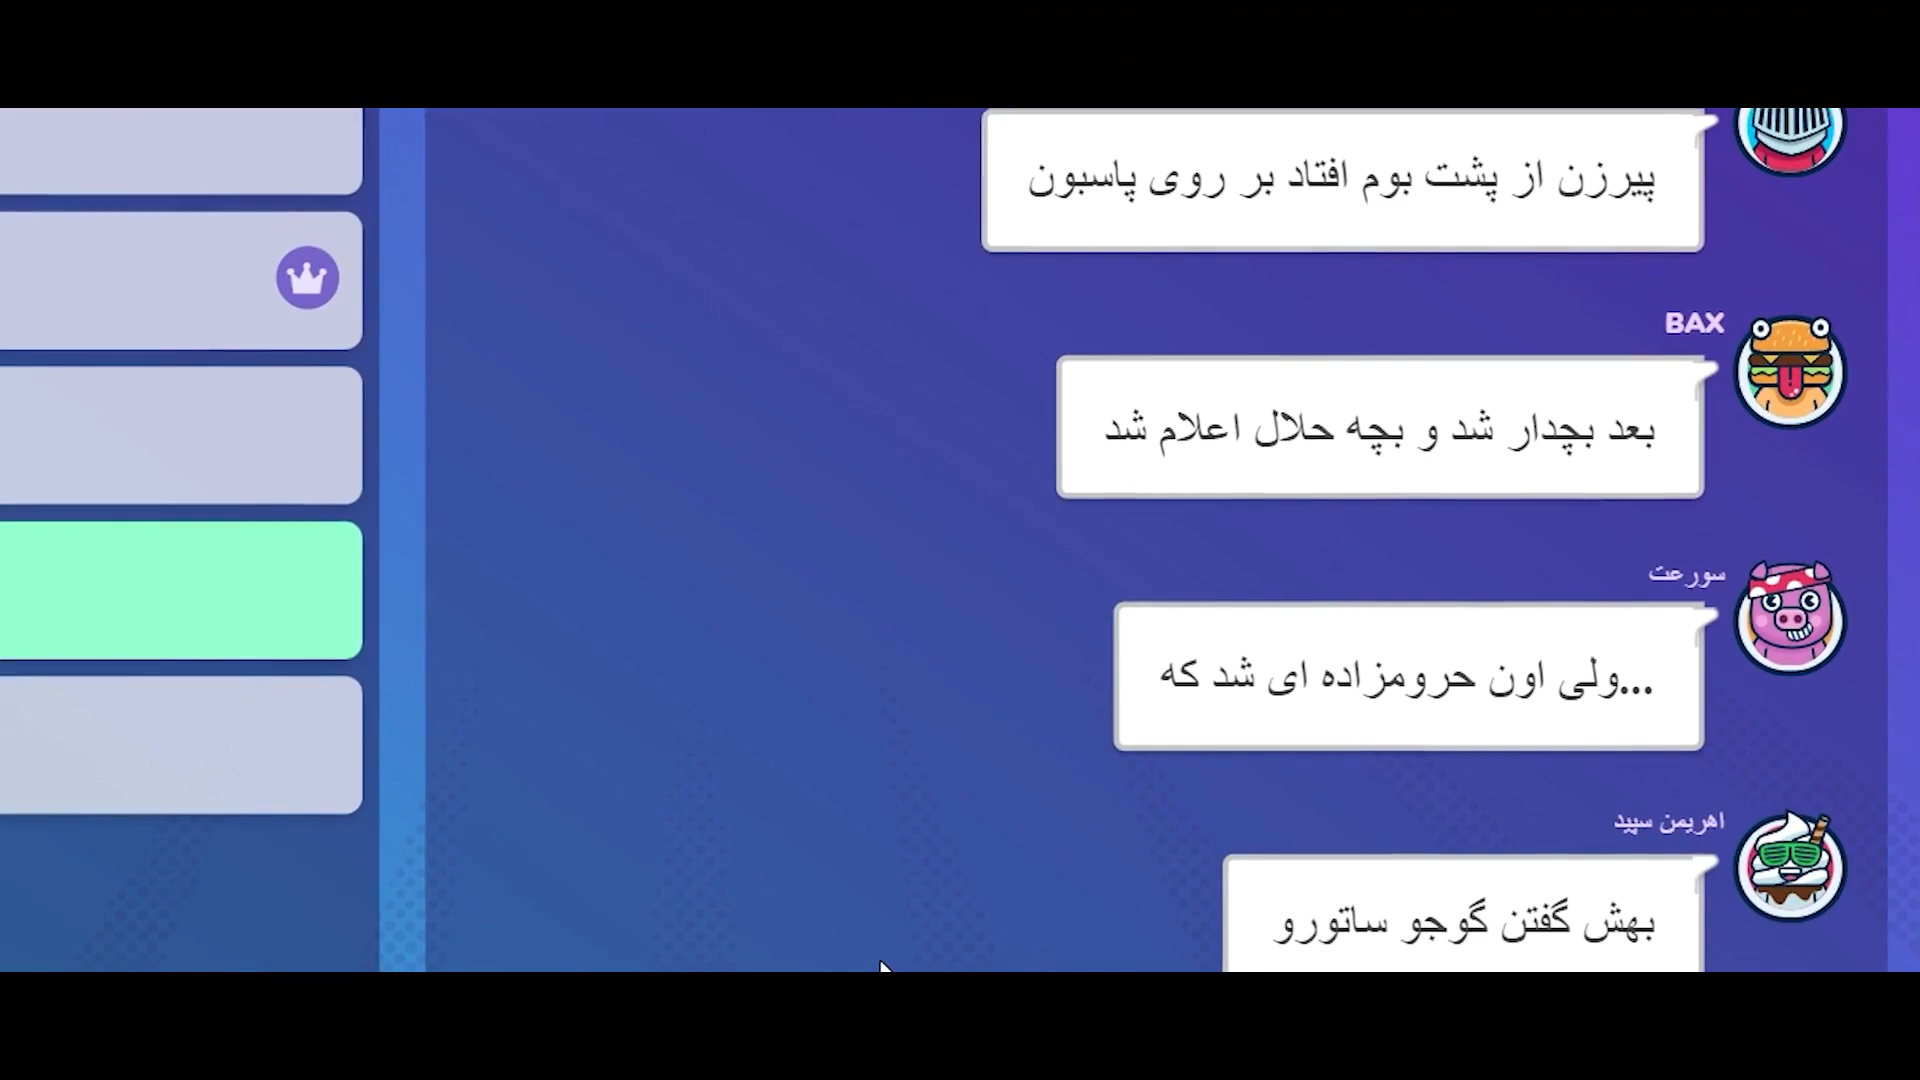 پیرزن از پشت بوم افتاد بر روی پاسبون
BAX
بعد بچدار شد و بچه حلال اعلام شد
سورعت
...ولی اون حرومزاده ای شد که
اهریمن سپید
بهش گفتن گوجو ساتورو